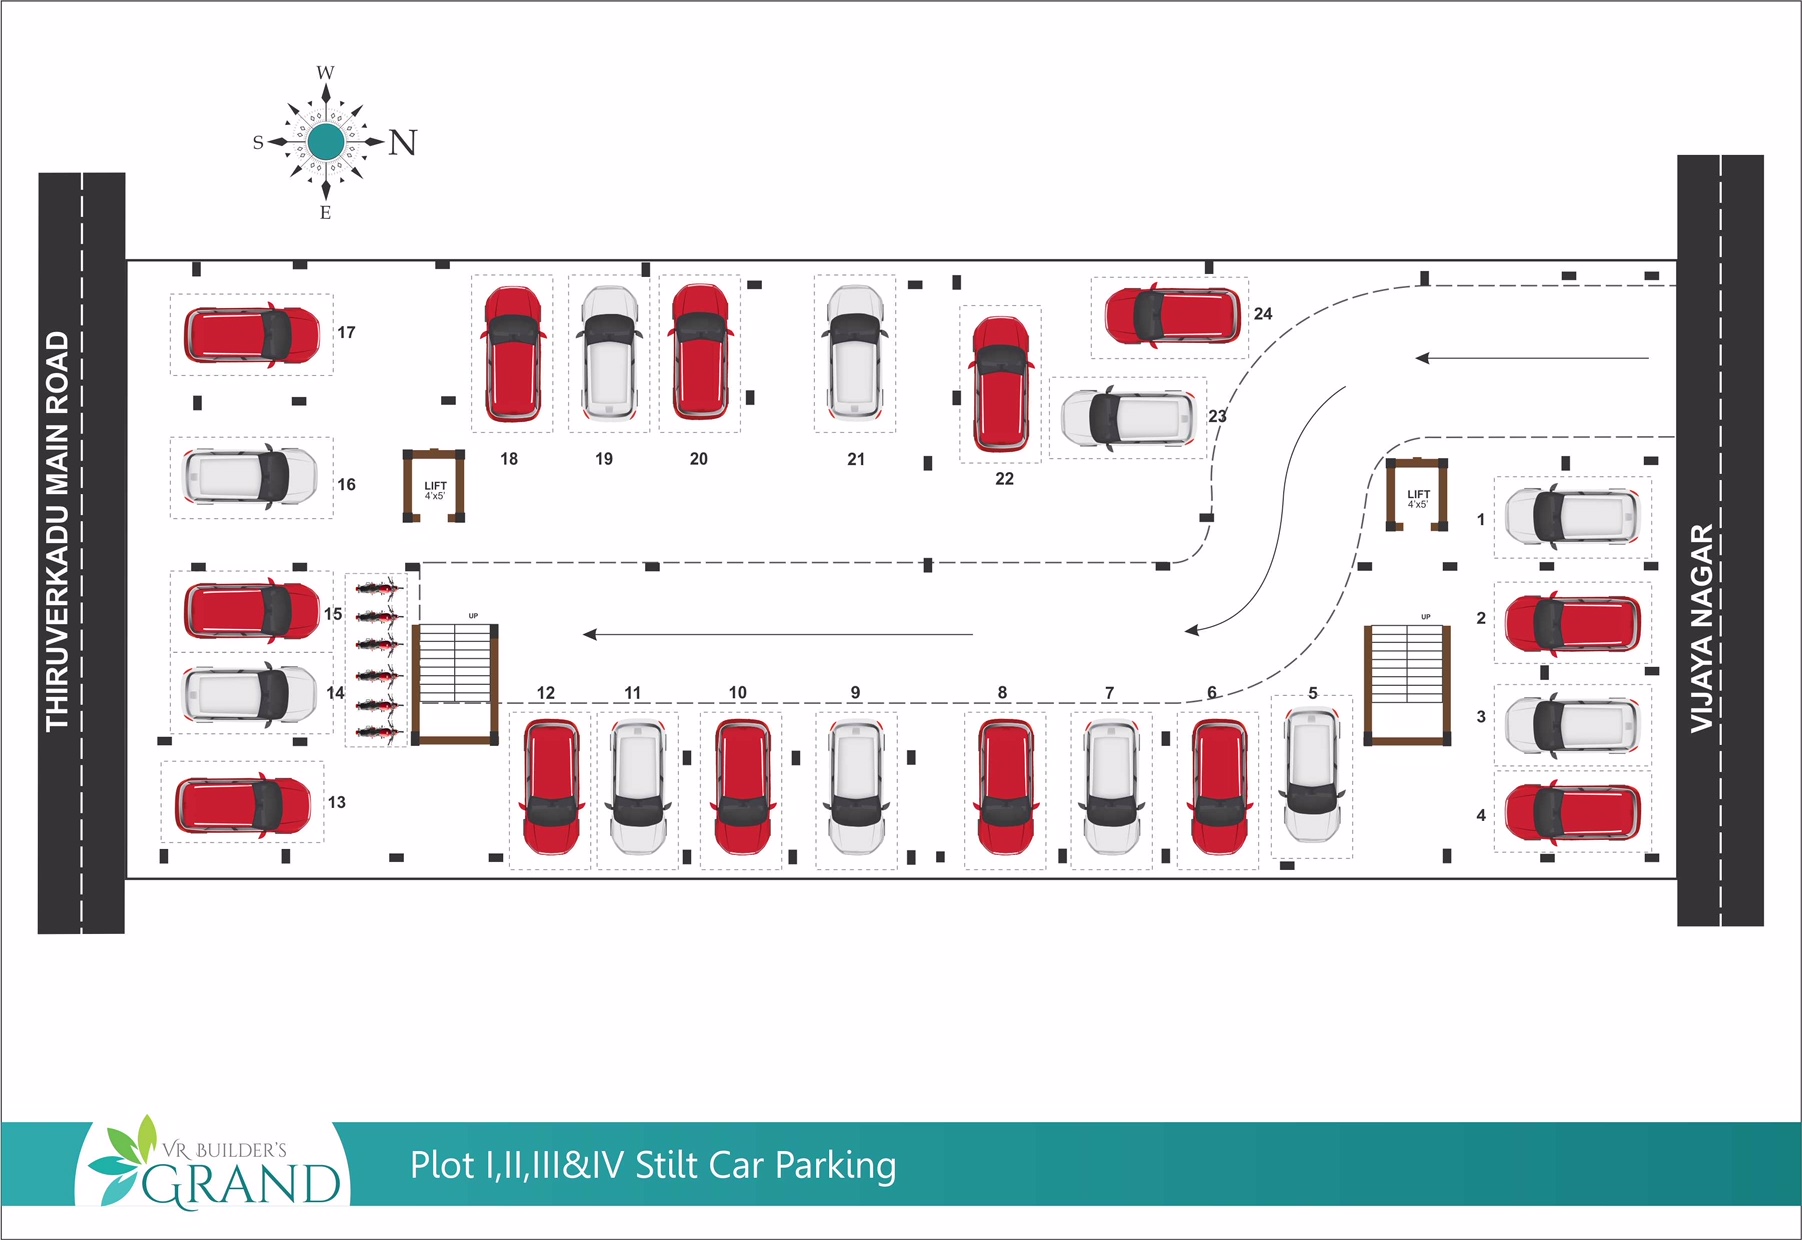 W
S
N
E
THIRUVERKADU MAIN ROAD
VIJAYA NAGAR
17
24
23
18
19
20
21
22
16
LIFT
4'x5'
LIFT
4'x5'
1
15
UP
UP
2
14
12
11
10
9
8
7
6
5
3
13
4
VR BUILDER'S
GRAND
Plot I,II,III&IV Stilt Car Parking